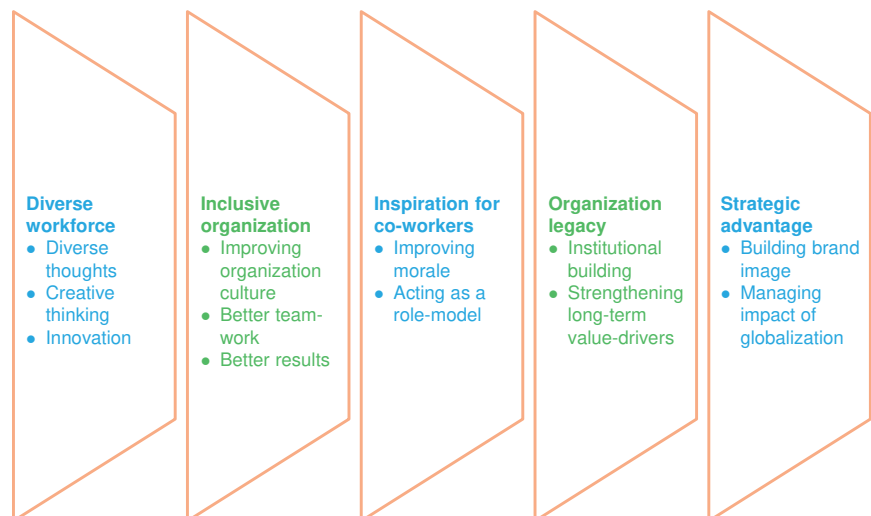 Diverse
workforce
● Diverse
thoughts
● Creative
thinking
● Innovation
Inclusive
organization
● Improving
organization
culture
● Better team-
work
● Better results
Inspiration for
co-workers
● Improving
morale
● Acting as a
role-model
Organization
legacy
● Institutional
building
● Strengthening
long-term
value-drivers
Strategic
advantage
● Building brand
image
● Managing
impact of
globalization